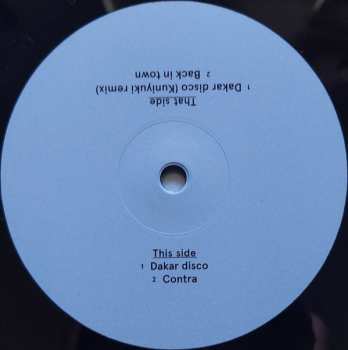 That side
1 Dakar disco (Kuniyuki remix)
2 Back in town
This side
1 Dakar disco
2 Contra